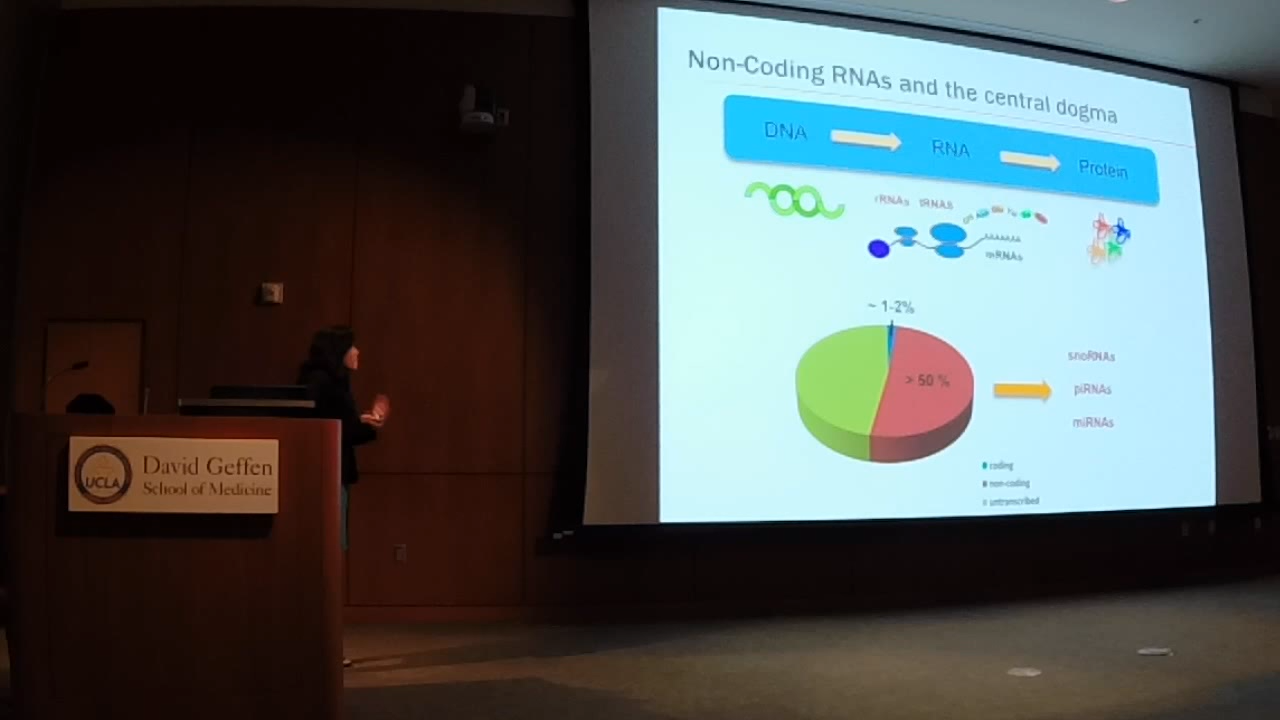 Non-Coding RNAs and the central dogma
DNA
RNA
Protein
rRNAs tRNAS
AAAAAAA
mRNAs
~ 1-2%
> 50 %
snoRNAs
piRNAs
miRNAs
coding
non-coding
untranscribed
UCLA
David Geffen
School of Medicine